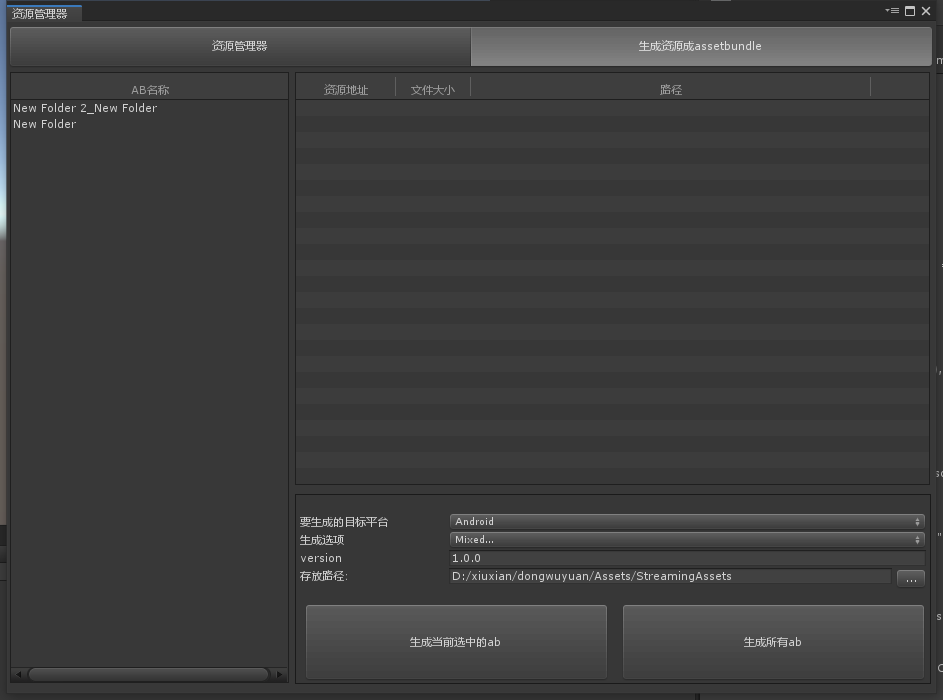 资源管理器
资源管理器 生成资源成assetbundle
AB名称
New Folder 2_New Folder
New Folder
资源地址 文件大小 路径
要生成的目标平台 Android
生成选项 Mixed...
version 1.0.0
存放路径: D:/xiuxian/dongwuyuan/Assets/StreamingAssets ...
生成当前选中的ab 生成所有ab